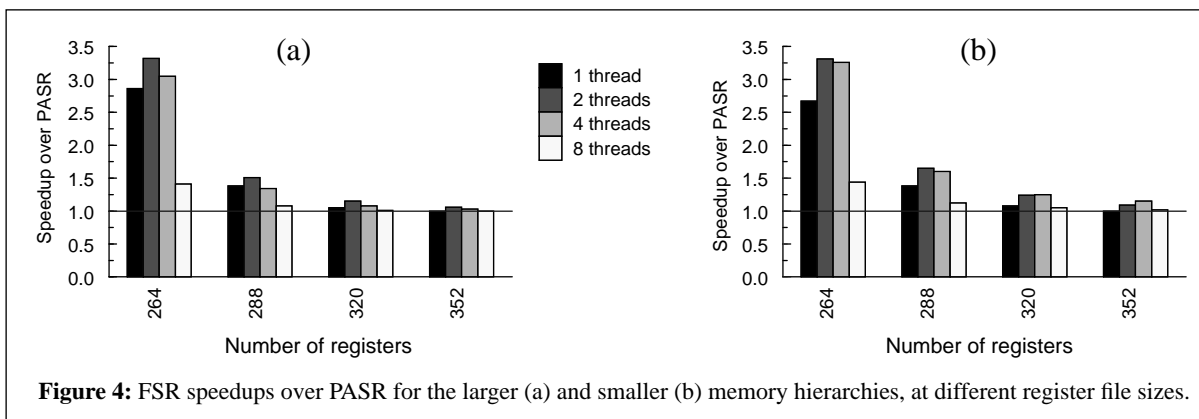 (a)
3.5
3.0
2.5
2.0
1.5
1.0
0.5
0.0
Speedup over PASR
264
288
320
352
Number of registers
1 thread
2 threads
4 threads
8 threads
(b)
3.5
3.0
2.5
2.0
1.5
1.0
0.5
0.0
Speedup over PASR
264
288
320
352
Number of registers
Figure 4: FSR speedups over PASR for the larger (a) and smaller (b) memory hierarchies, at different register file sizes.